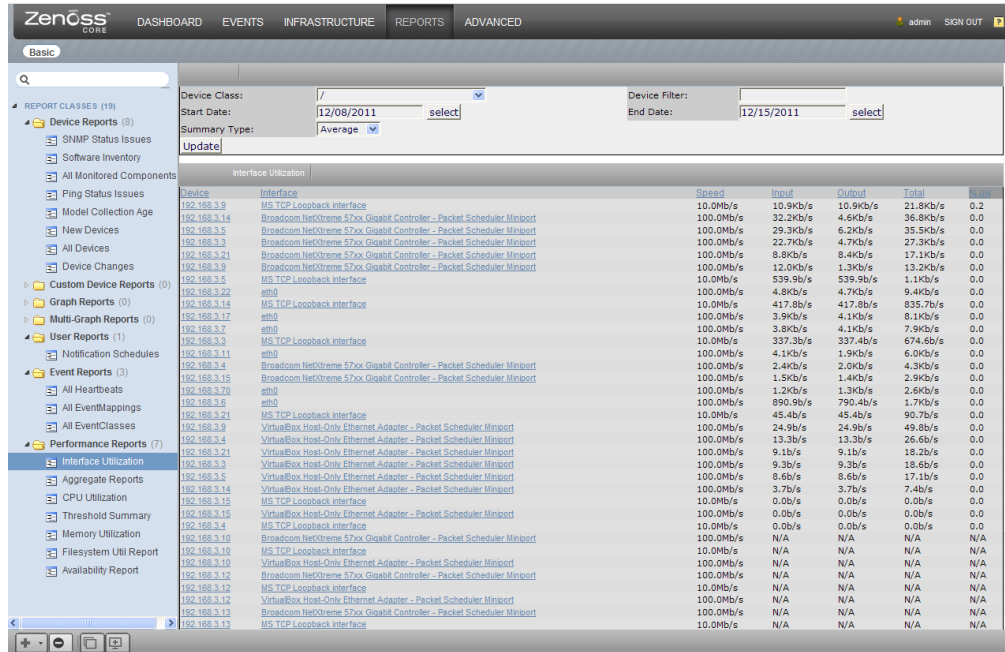 Zenoss CORE DASHBOARD EVENTS INFRASTRUCTURE REPORTS ADVANCED admin SIGN OUT ?
Basic
REPORT CLASSES (19)
Device Reports (8)
SNMP Status Issues
Software Inventory
All Monitored Components
Ping Status Issues
Model Collection Age
New Devices
All Devices
Device Changes
Custom Device Reports (0)
Graph Reports (0)
Multi-Graph Reports (0)
User Reports (1)
Notification Schedules
Event Reports (3)
All Heartbeats
All EventMappings
All EventClasses
Performance Reports (7)
Interface Utilization
Aggregate Reports
CPU Utilization
Threshold Summary
Memory Utilization
Filesystem Util Report
Availability Report
Device Class: / Device Filter:
Start Date: 12/08/2011 select End Date: 12/15/2011 select
Summary Type: Average
Update
Interface Utilization
Device Interface Speed Input Output Total % Util
192.168.3.9 MS TCP Loopback interface 10.0Mb/s 10.9Kb/s 10.9Kb/s 21.8Kb/s 0.2
192.168.3.14 Broadcom NetXtreme 57xx Gigabit Controller - Packet Scheduler Miniport 100.0Mb/s 32.2Kb/s 4.6Kb/s 36.8Kb/s 0.0
192.168.3.5 Broadcom NetXtreme 57xx Gigabit Controller - Packet Scheduler Miniport 100.0Mb/s 29.3Kb/s 6.2Kb/s 35.5Kb/s 0.0
192.168.3.3 Broadcom NetXtreme 57xx Gigabit Controller - Packet Scheduler Miniport 100.0Mb/s 22.7Kb/s 4.7Kb/s 27.3Kb/s 0.0
192.168.3.21 Broadcom NetXtreme 57xx Gigabit Controller - Packet Scheduler Miniport 100.0Mb/s 8.8Kb/s 8.4Kb/s 17.1Kb/s 0.0
192.168.3.9 Broadcom NetXtreme 57xx Gigabit Controller - Packet Scheduler Miniport 100.0Mb/s 12.0Kb/s 1.3Kb/s 13.2Kb/s 0.0
192.168.3.5 MS TCP Loopback interface 10.0Mb/s 539.9b/s 539.9b/s 1.1Kb/s 0.0
192.168.3.22 eth0 100.0Mb/s 4.8Kb/s 4.7Kb/s 9.4Kb/s 0.0
192.168.3.14 MS TCP Loopback interface 10.0Mb/s 417.8b/s 417.8b/s 835.7b/s 0.0
192.168.3.17 eth0 100.0Mb/s 3.9Kb/s 4.1Kb/s 8.1Kb/s 0.0
192.168.3.7 eth0 100.0Mb/s 3.8Kb/s 4.1Kb/s 7.9Kb/s 0.0
192.168.3.3 MS TCP Loopback interface 10.0Mb/s 337.3b/s 337.4b/s 674.6b/s 0.0
192.168.3.11 eth0 100.0Mb/s 4.1Kb/s 1.9Kb/s 6.0Kb/s 0.0
192.168.3.4 Broadcom NetXtreme 57xx Gigabit Controller - Packet Scheduler Miniport 100.0Mb/s 2.4Kb/s 2.0Kb/s 4.3Kb/s 0.0
192.168.3.15 Broadcom NetXtreme 57xx Gigabit Controller - Packet Scheduler Miniport 100.0Mb/s 1.5Kb/s 1.4Kb/s 2.9Kb/s 0.0
192.168.3.70 eth0 100.0Mb/s 1.2Kb/s 1.3Kb/s 2.6Kb/s 0.0
192.168.3.6 eth0 100.0Mb/s 890.9b/s 790.4b/s 1.7Kb/s 0.0
192.168.3.21 MS TCP Loopback interface 10.0Mb/s 45.4b/s 45.4b/s 90.7b/s 0.0
192.168.3.9 VirtualBox Host-Only Ethernet Adapter - Packet Scheduler Miniport 100.0Mb/s 24.9b/s 24.9b/s 49.8b/s 0.0
192.168.3.4 VirtualBox Host-Only Ethernet Adapter - Packet Scheduler Miniport 100.0Mb/s 13.3b/s 13.3b/s 26.6b/s 0.0
192.168.3.21 VirtualBox Host-Only Ethernet Adapter - Packet Scheduler Miniport 100.0Mb/s 9.1b/s 9.1b/s 18.2b/s 0.0
192.168.3.3 VirtualBox Host-Only Ethernet Adapter - Packet Scheduler Miniport 100.0Mb/s 9.3b/s 9.3b/s 18.6b/s 0.0
192.168.3.5 VirtualBox Host-Only Ethernet Adapter - Packet Scheduler Miniport 100.0Mb/s 8.6b/s 8.6b/s 17.1b/s 0.0
192.168.3.14 VirtualBox Host-Only Ethernet Adapter - Packet Scheduler Miniport 100.0Mb/s 3.7b/s 3.7b/s 7.4b/s 0.0
192.168.3.15 MS TCP Loopback interface 10.0Mb/s 0.0b/s 0.0b/s 0.0b/s 0.0
192.168.3.15 VirtualBox Host-Only Ethernet Adapter - Packet Scheduler Miniport 100.0Mb/s 0.0b/s 0.0b/s 0.0b/s 0.0
192.168.3.4 MS TCP Loopback interface 10.0Mb/s 0.0b/s 0.0b/s 0.0b/s 0.0
192.168.3.10 Broadcom NetXtreme 57xx Gigabit Controller - Packet Scheduler Miniport 100.0Mb/s N/A N/A N/A N/A
192.168.3.10 MS TCP Loopback interface 10.0Mb/s N/A N/A N/A N/A
192.168.3.10 VirtualBox Host-Only Ethernet Adapter - Packet Scheduler Miniport 100.0Mb/s N/A N/A N/A N/A
192.168.3.12 Broadcom NetXtreme 57xx Gigabit Controller - Packet Scheduler Miniport 100.0Mb/s N/A N/A N/A N/A
192.168.3.12 MS TCP Loopback interface 10.0Mb/s N/A N/A N/A N/A
192.168.3.12 VirtualBox Host-Only Ethernet Adapter - Packet Scheduler Miniport 100.0Mb/s N/A N/A N/A N/A
192.168.3.13 Broadcom NetXtreme 57xx Gigabit Controller - Packet Scheduler Miniport 100.0Mb/s N/A N/A N/A N/A
192.168.3.13 MS TCP Loopback interface 10.0Mb/s N/A N/A N/A N/A